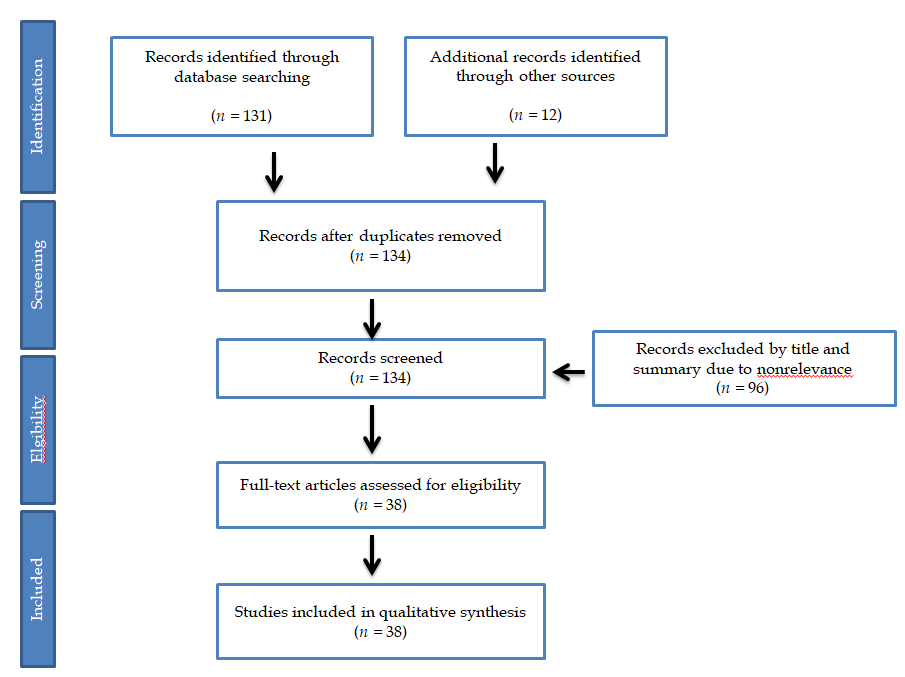 Identification
Records identified through
database searching
(n = 131)
Additional records identified
through other sources
(n = 12)
Screening
Records after duplicates removed
(n = 134)
Records screened
(n = 134)
Records excluded by title and
summary due to nonrelevance
(n = 96)
Elgibility
Full-text articles assessed for eligibility
(n = 38)
Included
Studies included in qualitative synthesis
(n = 38)